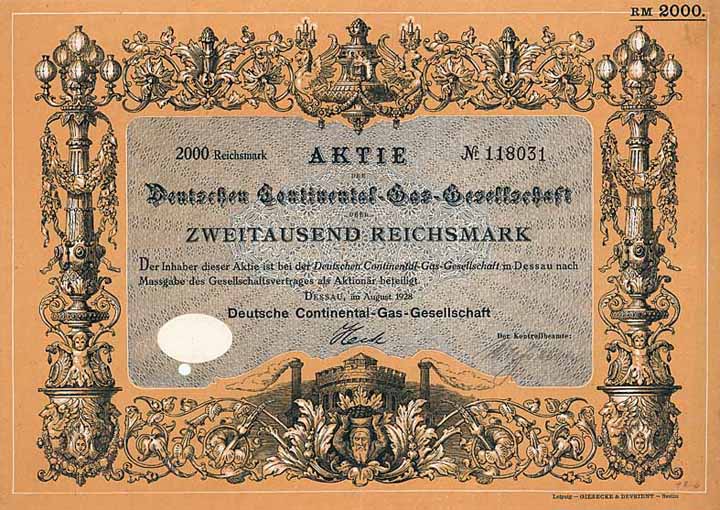 RM 2000.
2000 Reichsmark AKTIE № 118031
DER
Deutschen Continental-Gas-Gesellschaft
ÜBER
ZWEITAUSEND REICHSMARK
Der Inhaber dieser Aktie ist bei der Deutschen Continental-Gas-Gesellschaft in Dessau nach
Massgabe des Gesellschaftsvertrages als Aktionär beteiligt.
DESSAU, im August 1928
Deutsche Continental-Gas-Gesellschaft
Heck
Der Kontrollbeamte:
Leipzig — GIESECKE & DEVRIENT — Berlin